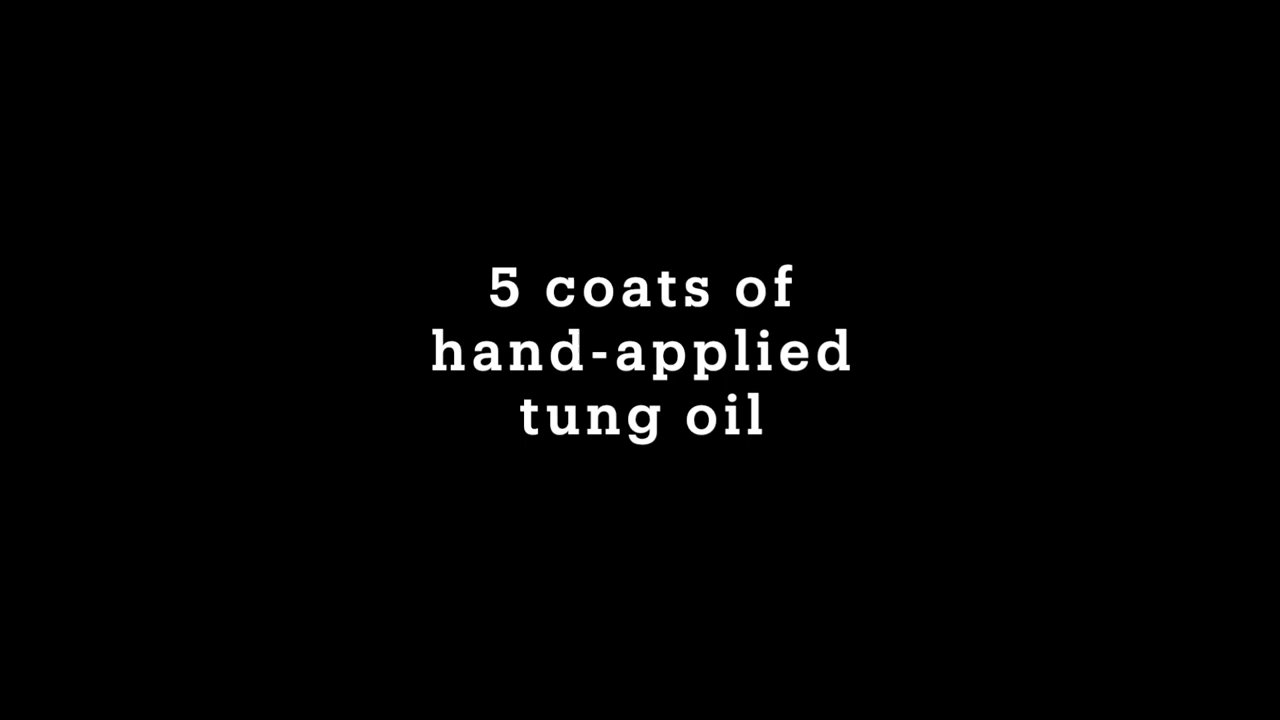 5 coats of
hand-applied
tung oil